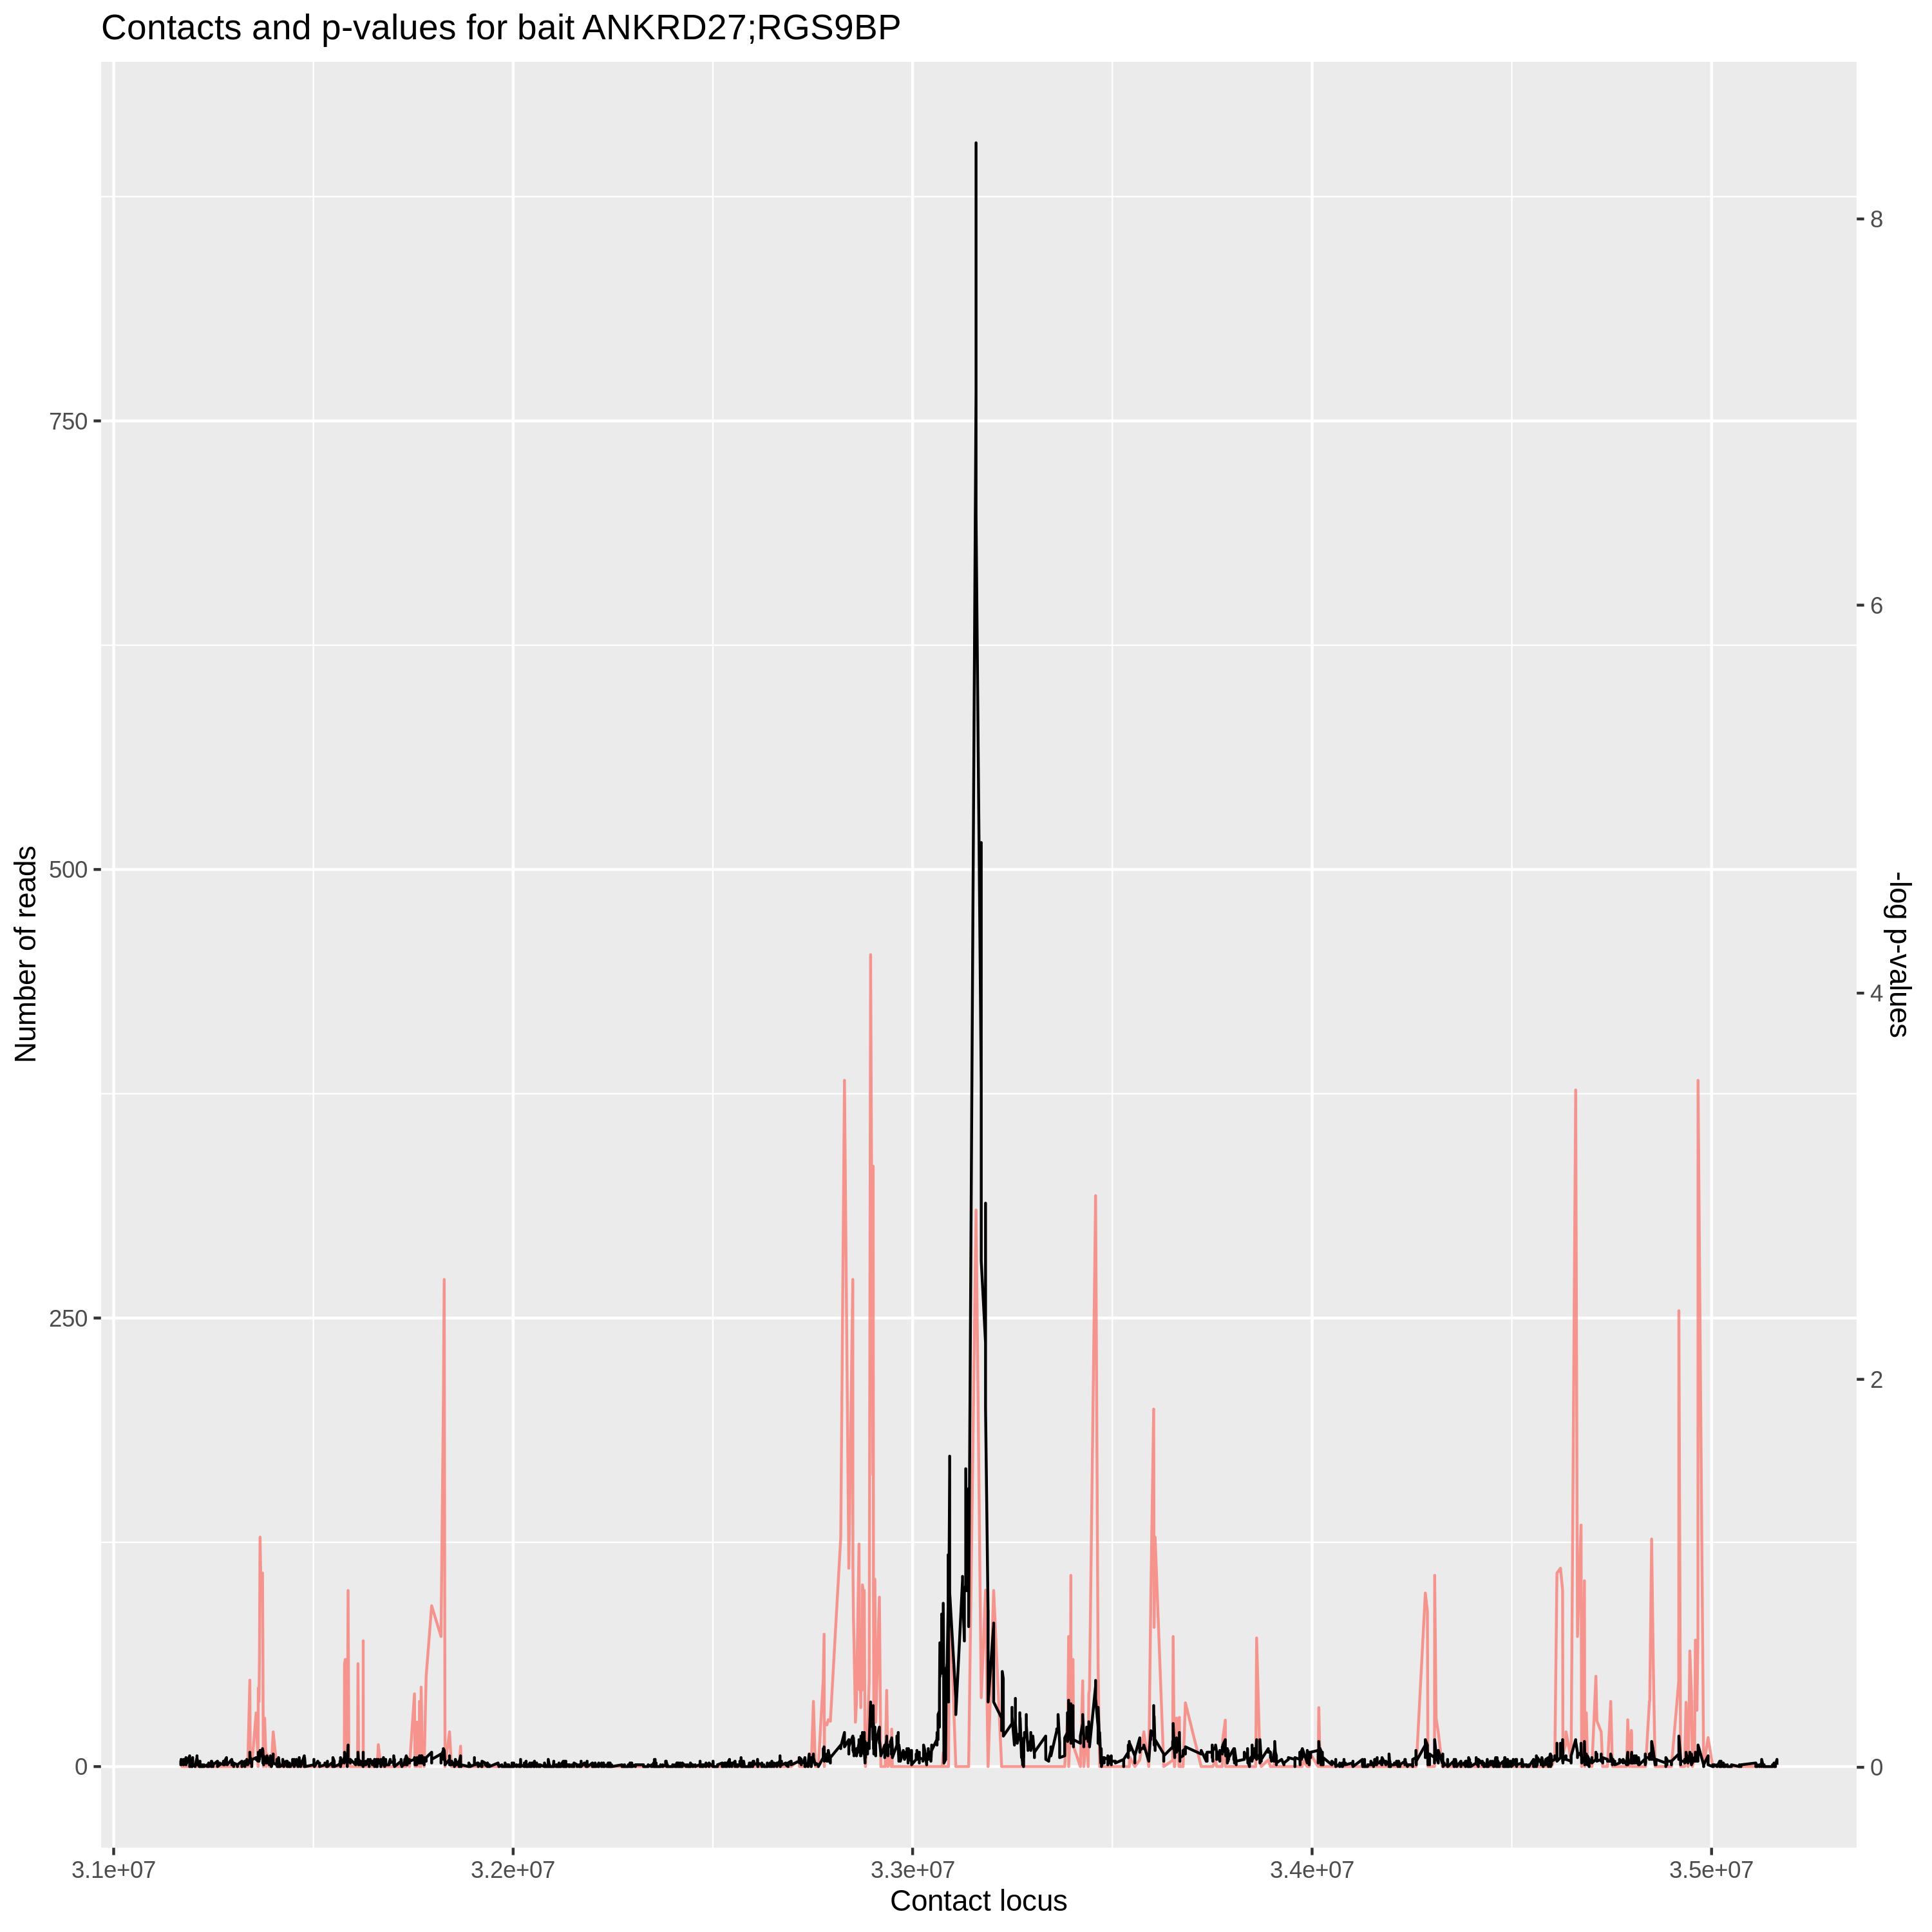 Contacts and p-values for bait ANKRD27;RGS9BP
Number of reads
750
500
250
0
8
6
4
2
0
-log p-values
3.1e+07 3.2e+07 3.3e+07 3.4e+07 3.5e+07
Contact locus